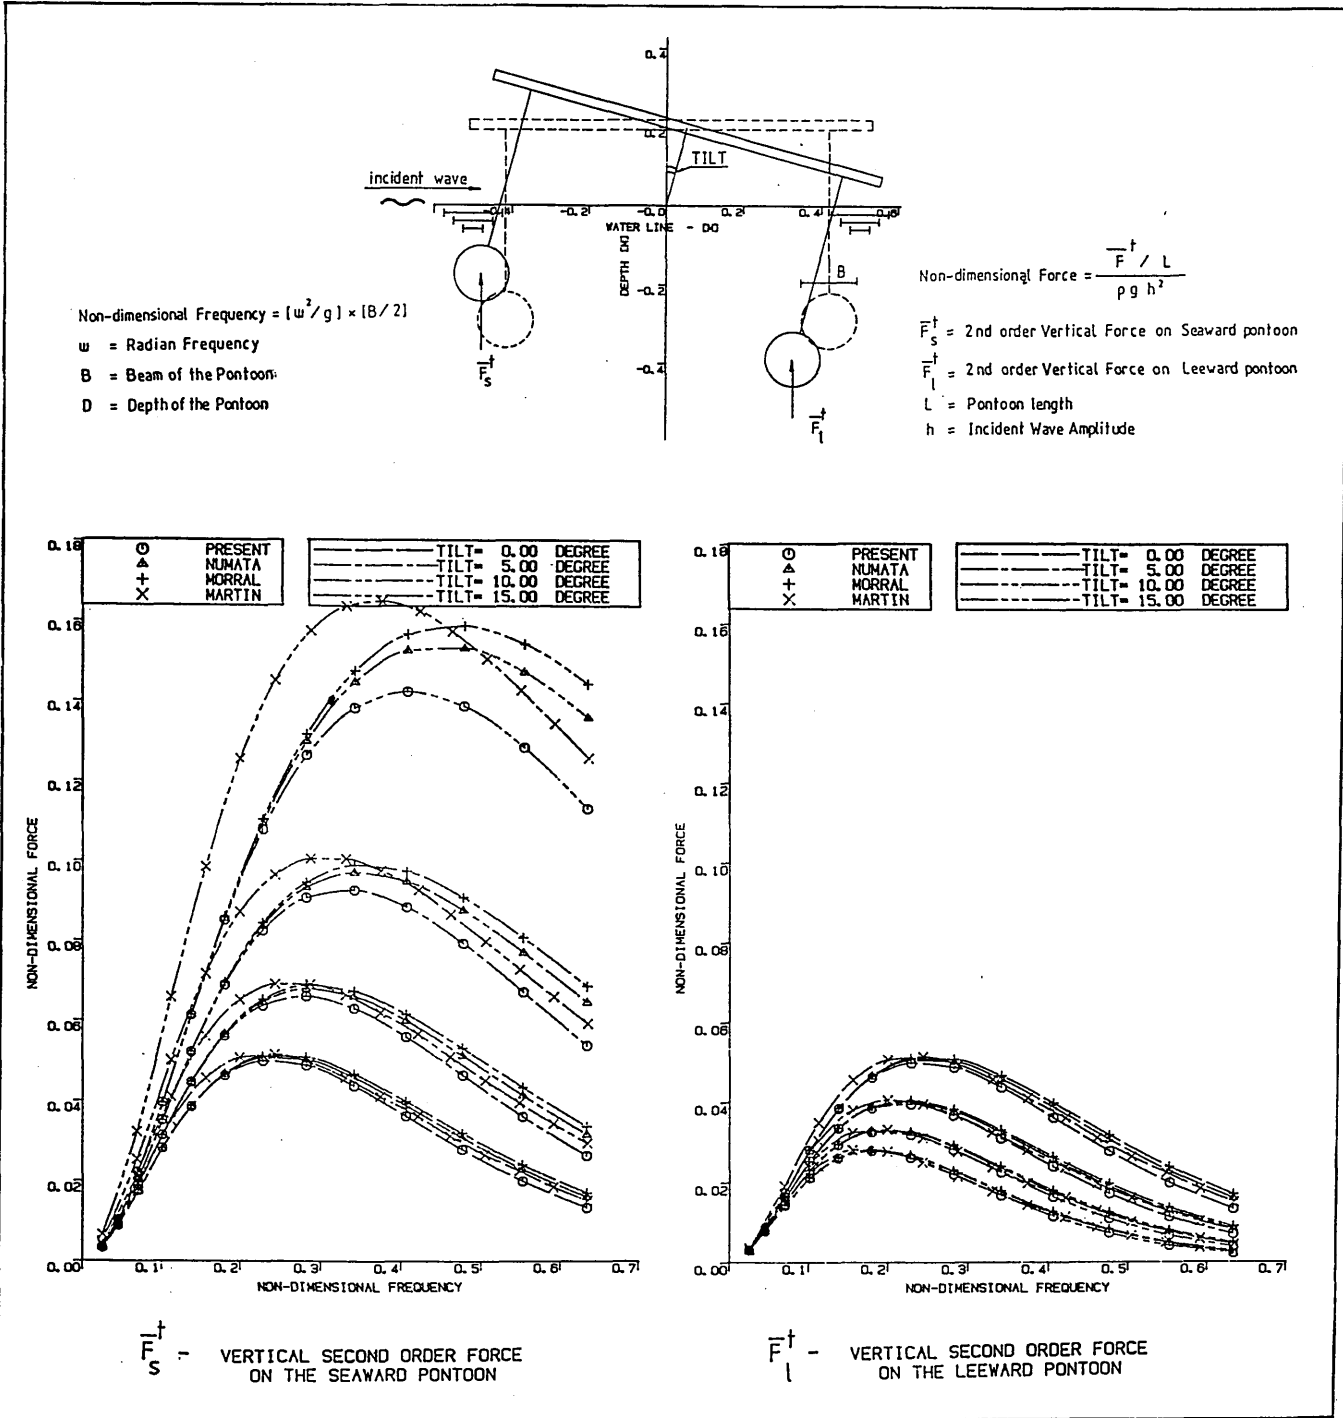 0.4
0.2
TILT
incident wave
-0.4 -0.2 -0.0 0.2 0.4 0.6
WATER LINE - [X]
DEPTH [X]
B
-0.2
-0.4
F̅ₛᵗ
F̅ₗᵗ
Non-dimensional Frequency = [ω²/g] × [B/2]
ω = Radian Frequency
B = Beam of the Pontoon
D = Depth of the Pontoon
Non-dimensional Force = F̅ᵗ / L
ρ g h²
F̅ₛᵗ = 2nd order Vertical Force on Seaward pontoon
F̅ₗᵗ = 2nd order Vertical Force on Leeward pontoon
L = Pontoon length
h = Incident Wave Amplitude
PRESENT
NUMATA
MORRAL
MARTIN
TILT= 0.00 DEGREE
TILT= 5.00 DEGREE
TILT= 10.00 DEGREE
TILT= 15.00 DEGREE
0.18
0.16
0.14
0.12
0.10
0.08
0.06
0.04
0.02
0.00
NON-DIMENSIONAL FORCE
0.1 0.2 0.3 0.4 0.5 0.6 0.7
NON-DIMENSIONAL FREQUENCY
F̅ₛᵗ - VERTICAL SECOND ORDER FORCE
ON THE SEAWARD PONTOON
PRESENT
NUMATA
MORRAL
MARTIN
TILT= 0.00 DEGREE
TILT= 5.00 DEGREE
TILT= 10.00 DEGREE
TILT= 15.00 DEGREE
0.18
0.16
0.14
0.12
0.10
0.08
0.06
0.04
0.02
0.00
NON-DIMENSIONAL FORCE
0.1 0.2 0.3 0.4 0.5 0.6 0.7
NON-DIMENSIONAL FREQUENCY
F̅ₗᵗ - VERTICAL SECOND ORDER FORCE
ON THE LEEWARD PONTOON